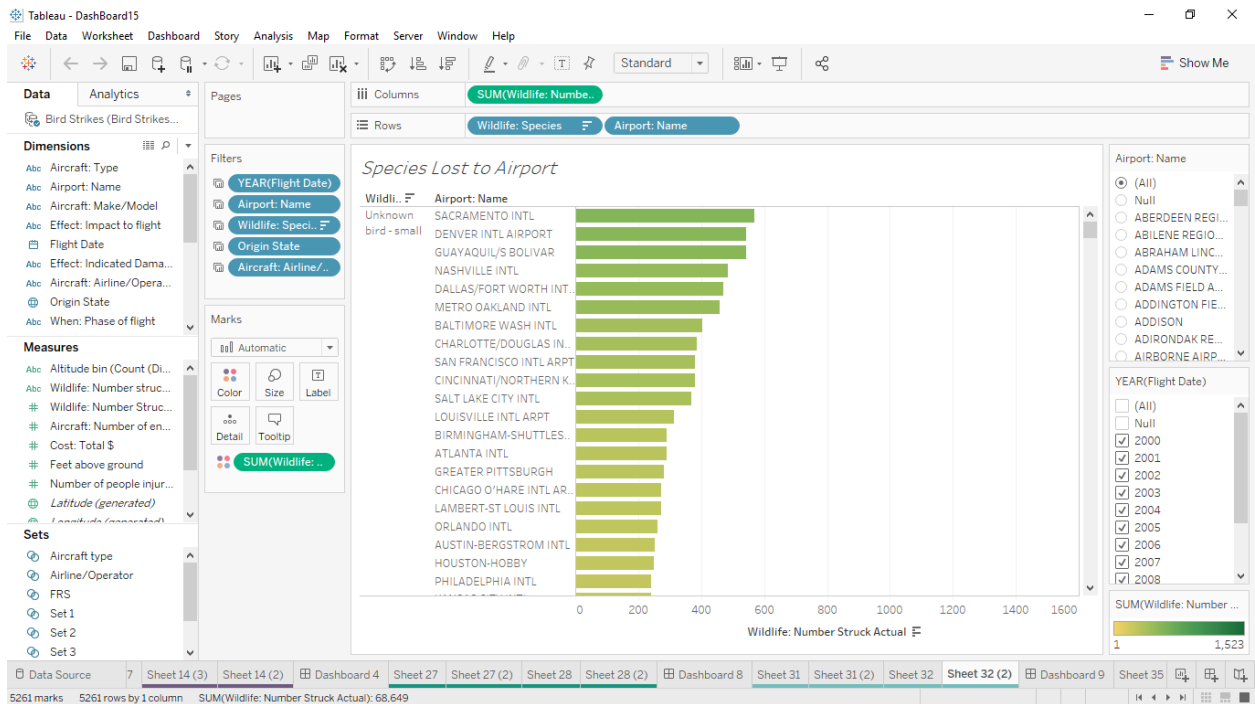 Tableau - DashBoard15
File Data Worksheet Dashboard Story Analysis Map Format Server Window Help
Standard
Show Me
Data Analytics
Bird Strikes (Bird Strikes...
Dimensions
Abc Aircraft: Type
Abc Airport: Name
Abc Aircraft: Make/Model
Abc Effect: Impact to flight
Flight Date
Abc Effect: Indicated Dama...
Abc Aircraft: Airline/Opera...
Origin State
Abc When: Phase of flight
Measures
Abc Altitude bin (Count (Di...
Abc Wildlife: Number struc...
# Wildlife: Number Struc...
# Aircraft: Number of en...
# Cost: Total $
# Feet above ground
# Number of people injur...
Latitude (generated)
Longitude (generated)
Sets
Aircraft type
Airline/Operator
FRS
Set 1
Set 2
Set 3
Pages
Filters
YEAR(Flight Date)
Airport: Name
Wildlife: Speci..
Origin State
Aircraft: Airline/..
Marks
Automatic
Color Size Label
Detail Tooltip
SUM(Wildlife: ..
Columns SUM(Wildlife: Numbe..
Rows Wildlife: Species Airport: Name
Species Lost to Airport
Wildli.. Airport: Name
Unknown
bird - small
SACRAMENTO INTL
DENVER INTL AIRPORT
GUAYAQUIL/S BOLIVAR
NASHVILLE INTL
DALLAS/FORT WORTH INT..
METRO OAKLAND INTL
BALTIMORE WASH INTL
CHARLOTTE/DOUGLAS IN..
SAN FRANCISCO INTL ARPT
CINCINNATI/NORTHERN K..
SALT LAKE CITY INTL
LOUISVILLE INTL ARPT
BIRMINGHAM-SHUTTLES..
ATLANTA INTL
GREATER PITTSBURGH
CHICAGO O'HARE INTL AR..
LAMBERT-ST LOUIS INTL
ORLANDO INTL
AUSTIN-BERGSTROM INTL
HOUSTON-HOBBY
PHILADELPHIA INTL
0 200 400 600 800 1000 1200 1400 1600
Wildlife: Number Struck Actual
Airport: Name
(All)
Null
ABERDEEN REGI...
ABILENE REGIO...
ABRAHAM LINC...
ADAMS COUNTY...
ADAMS FIELD A...
ADDINGTON FIE...
ADDISON
ADIRONDAK RE...
AIRBORNE AIRP...
YEAR(Flight Date)
(All)
Null
2000
2001
2002
2003
2004
2005
2006
2007
2008
SUM(Wildlife: Number ...
1 1,523
Data Source 7 Sheet 14 (3) Sheet 14 (2) Dashboard 4 Sheet 27 Sheet 27 (2) Sheet 28 Sheet 28 (2) Dashboard 8 Sheet 31 Sheet 31 (2) Sheet 32 Sheet 32 (2) Dashboard 9 Sheet 35
5261 marks 5261 rows by 1 column SUM(Wildlife: Number Struck Actual): 68,649